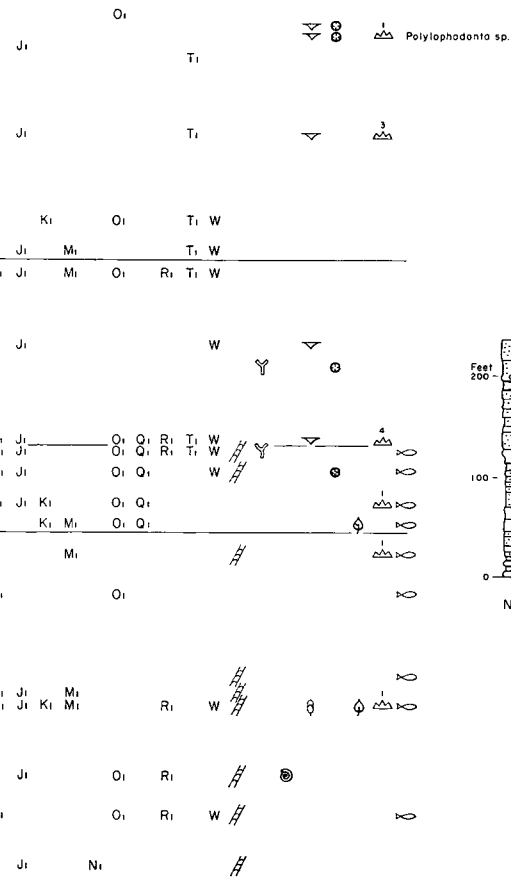 O₁
1
J₁ Polylophodonta sp.
T₁
3
J₁ T₁
K₁ O₁ T₁ W
J₁ M₁ T₁ W
J₁ M₁ O₁ R₁ T₁ W
J₁ W
Feet
200
4
J₁ O₁ Q₁ R₁ T₁ W
J₁ O₁ Q₁ R₁ T₁ W
J₁ O₁ Q₁ W
100
1
J₁ K₁ O₁ Q₁
K₁ M₁ O₁ Q₁
1
M₁
0
O₁
N
J₁ M₁
1
J₁ K₁ M₁ R₁ W
J₁ O₁ R₁
O₁ R₁ W
J₁ N₁